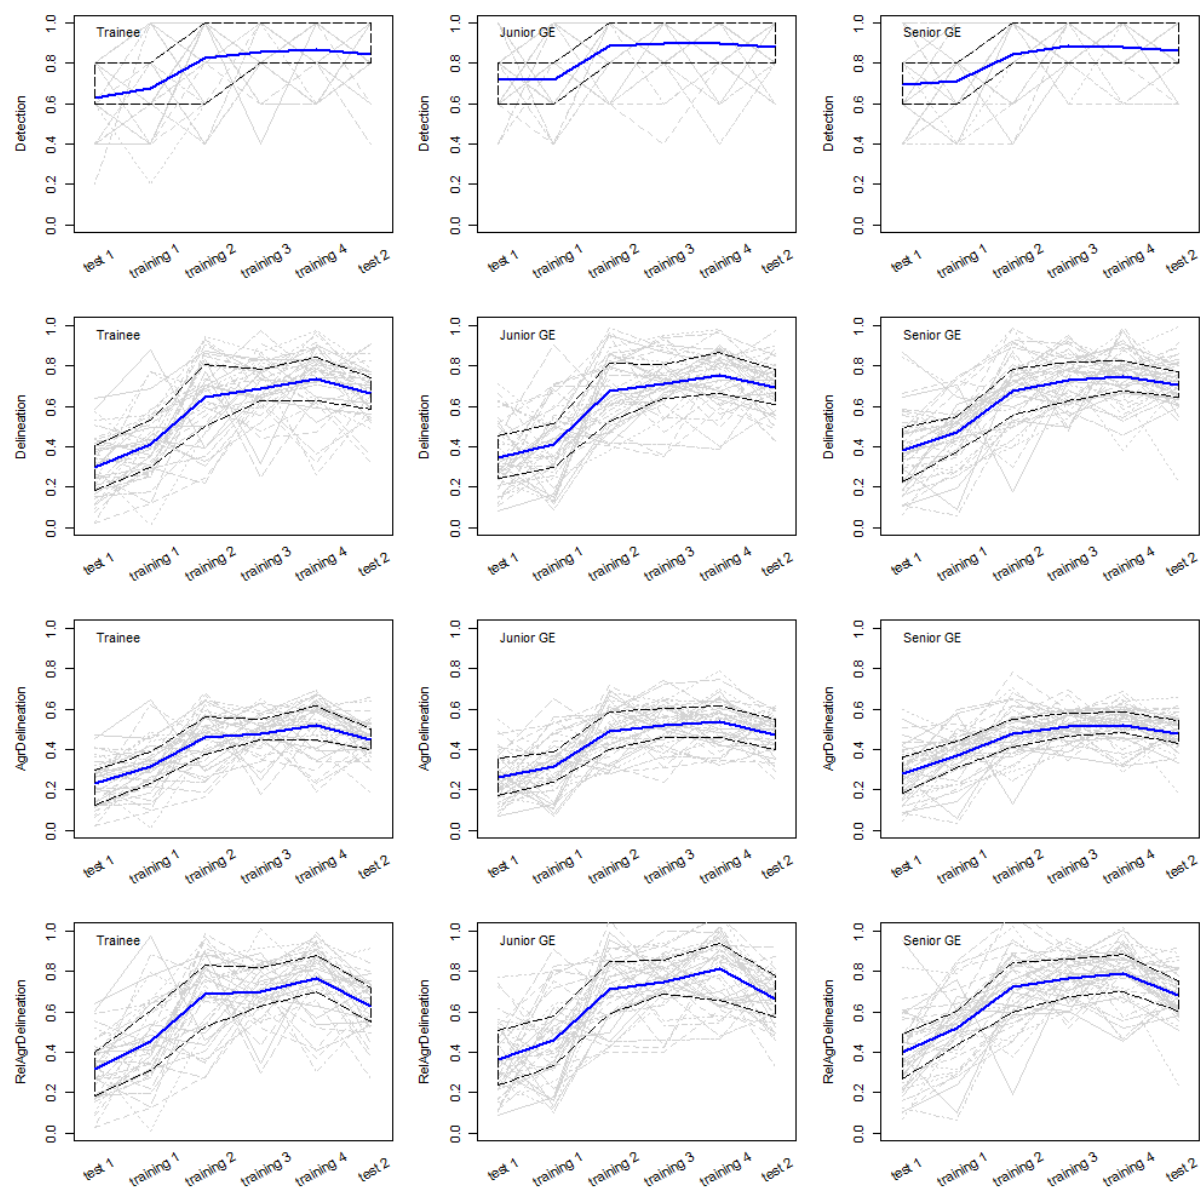 Trainee
Junior GE
Senior GE
Detection
0.0 0.2 0.4 0.6 0.8 1.0
test 1 training 1 training 2 training 3 training 4 test 2
Detection
0.0 0.2 0.4 0.6 0.8 1.0
test 1 training 1 training 2 training 3 training 4 test 2
Detection
0.0 0.2 0.4 0.6 0.8 1.0
test 1 training 1 training 2 training 3 training 4 test 2
Trainee
Junior GE
Senior GE
Delineation
0.0 0.2 0.4 0.6 0.8 1.0
test 1 training 1 training 2 training 3 training 4 test 2
Delineation
0.0 0.2 0.4 0.6 0.8 1.0
test 1 training 1 training 2 training 3 training 4 test 2
Delineation
0.0 0.2 0.4 0.6 0.8 1.0
test 1 training 1 training 2 training 3 training 4 test 2
Trainee
Junior GE
Senior GE
AgrDelineation
0.0 0.2 0.4 0.6 0.8 1.0
test 1 training 1 training 2 training 3 training 4 test 2
AgrDelineation
0.0 0.2 0.4 0.6 0.8 1.0
test 1 training 1 training 2 training 3 training 4 test 2
AgrDelineation
0.0 0.2 0.4 0.6 0.8 1.0
test 1 training 1 training 2 training 3 training 4 test 2
Trainee
Junior GE
Senior GE
RelAgrDelineation
0.0 0.2 0.4 0.6 0.8 1.0
test 1 training 1 training 2 training 3 training 4 test 2
RelAgrDelineation
0.0 0.2 0.4 0.6 0.8 1.0
test 1 training 1 training 2 training 3 training 4 test 2
RelAgrDelineation
0.0 0.2 0.4 0.6 0.8 1.0
test 1 training 1 training 2 training 3 training 4 test 2